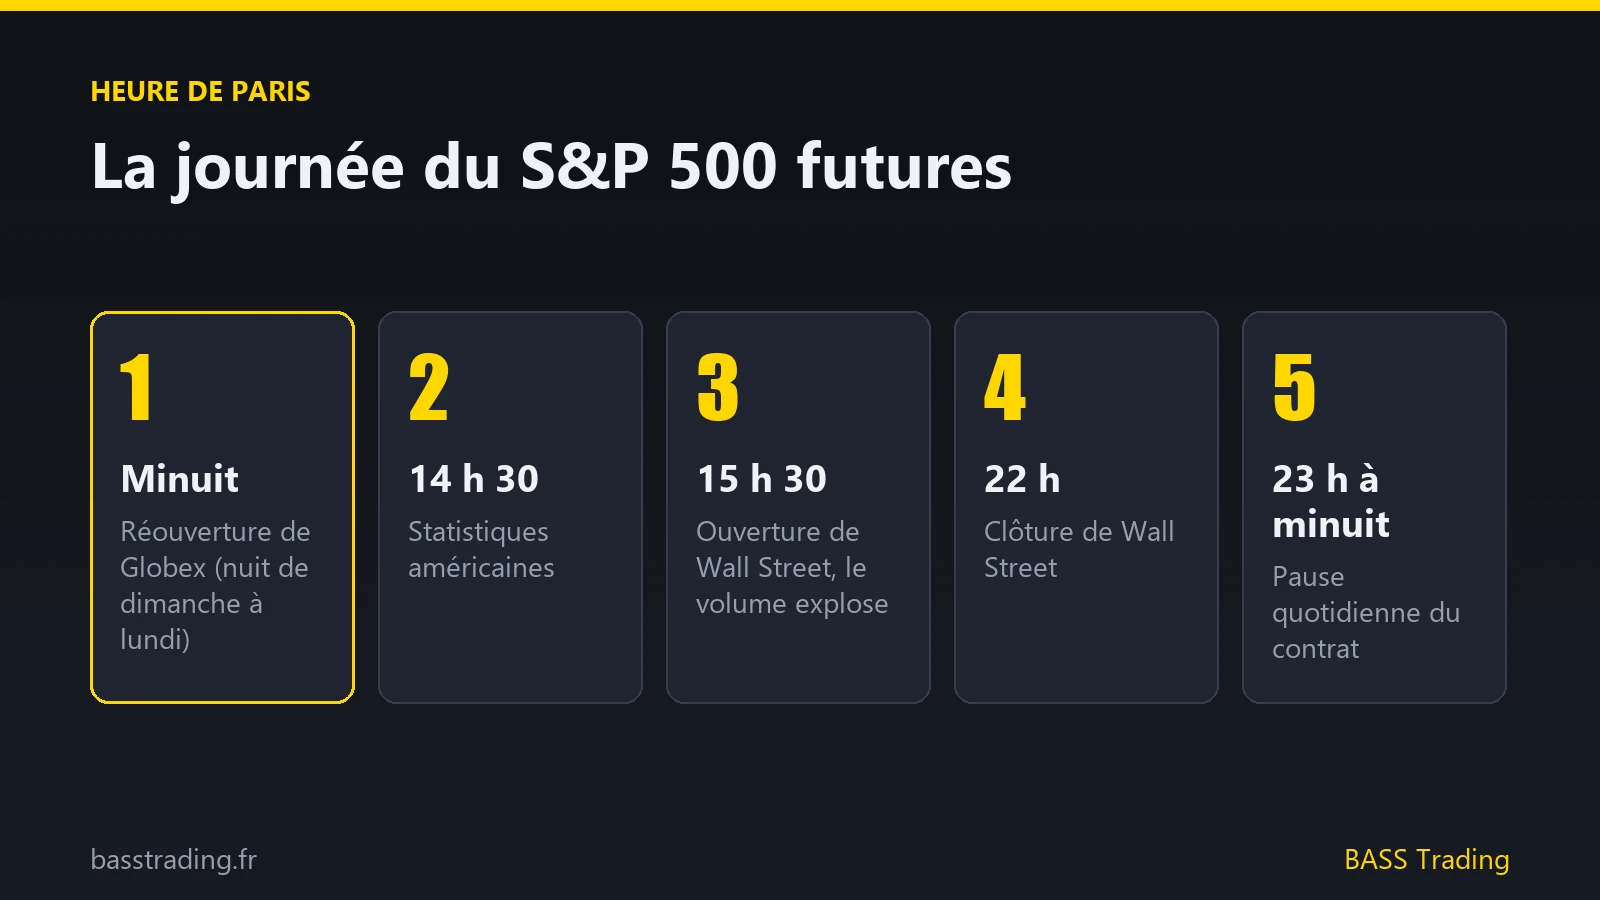 HEURE DE PARIS
La journée du S&P 500 futures
1
Minuit
Réouverture de
Globex (nuit de
dimanche à
lundi)
2
14 h 30
Statistiques
américaines
3
15 h 30
Ouverture de
Wall Street, le
volume explose
4
22 h
Clôture de Wall
Street
5
23 h à
minuit
Pause
quotidienne du
contrat
basstrading.fr
BASS Trading